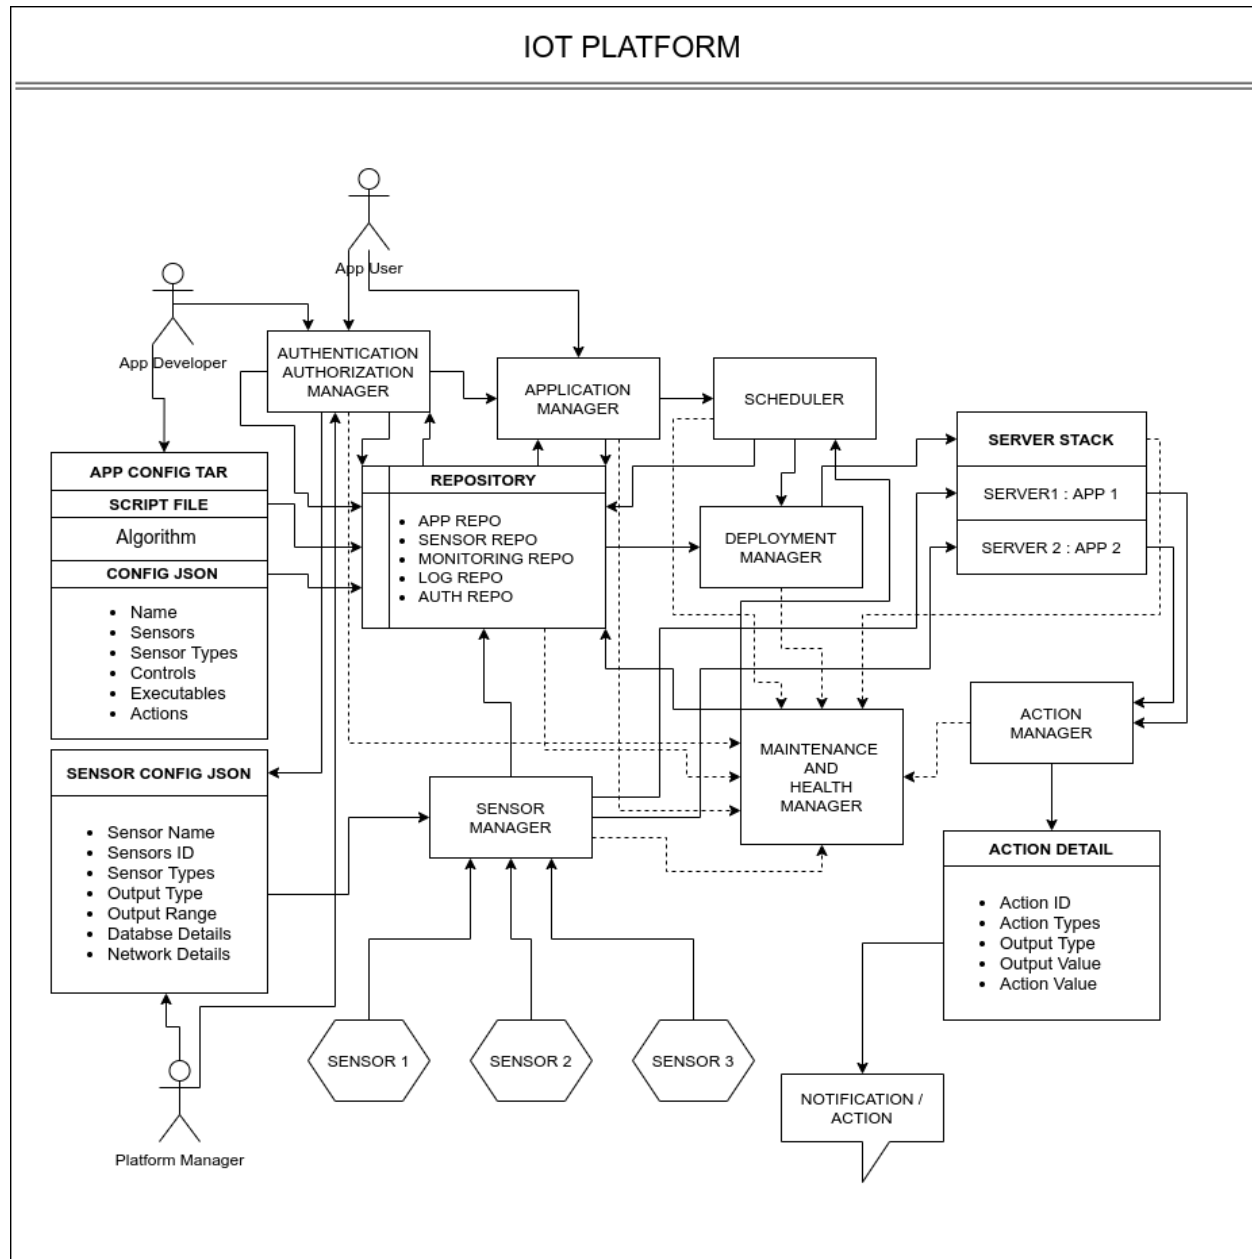 IOT PLATFORM
App User
App Developer
AUTHENTICATION
AUTHORIZATION
MANAGER
APPLICATION
MANAGER
SCHEDULER
SERVER STACK
SERVER1 : APP 1
SERVER 2 : APP 2
APP CONFIG TAR
SCRIPT FILE
Algorithm
CONFIG JSON
Name
Sensors
Sensor Types
Controls
Executables
Actions
REPOSITORY
APP REPO
SENSOR REPO
MONITORING REPO
LOG REPO
AUTH REPO
DEPLOYMENT
MANAGER
ACTION
MANAGER
MAINTENANCE
AND
HEALTH
MANAGER
SENSOR CONFIG JSON
Sensor Name
Sensors ID
Sensor Types
Output Type
Output Range
Databse Details
Network Details
SENSOR
MANAGER
ACTION DETAIL
Action ID
Action Types
Output Type
Output Value
Action Value
SENSOR 1
SENSOR 2
SENSOR 3
NOTIFICATION /
ACTION
Platform Manager